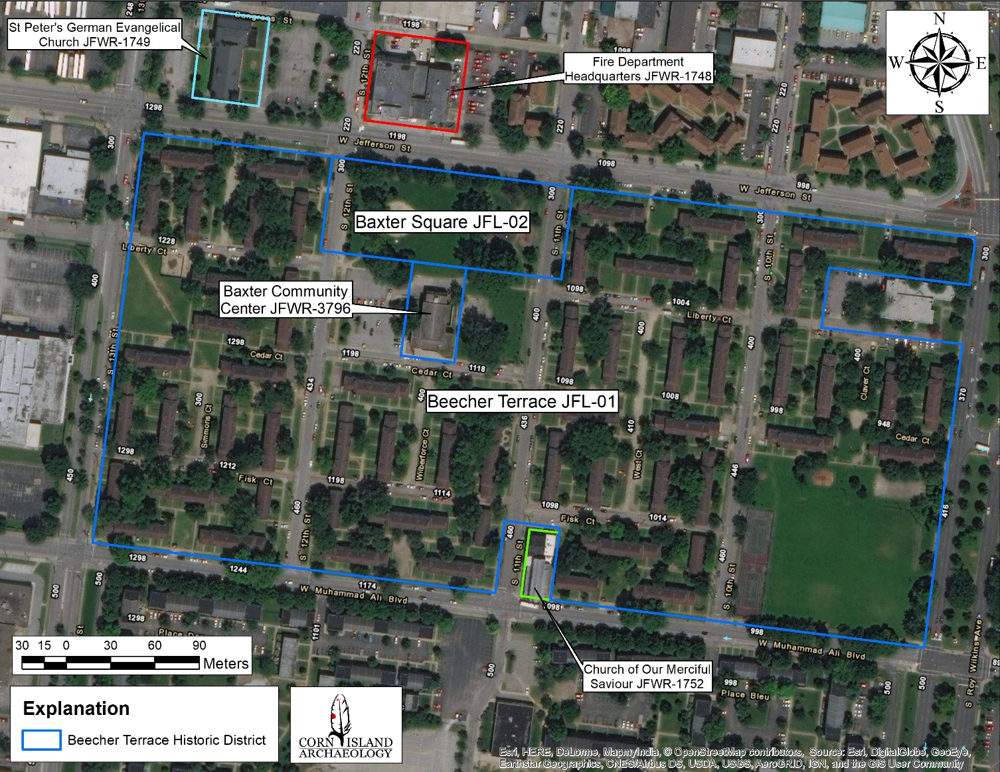 248
Congress St
St Peter's German Evangelical
Church JFWR-1749
1198
220
S 12th St
1098
Fire Department
Headquarters JFWR-1748
N
W
E
S
220
220
1298
220
220
300
1198
W Jefferson St
300
1098
998
W Jefferson St
300
S 12th St
Baxter Square JFL-02
S 11th St
300
S 10th St
300
1228
Liberty Ct
400
Baxter Community
Center JFWR-3796
1098
1004
Liberty Ct
400
400
400
400
S 13th St
1298
Cedar Ct
1198
Cedar Ct
1118
1098
Claver Ct
434
300
Simmons Ct
400
Beecher Terrace JFL-01
1008
998
370
436
410
948
Cedar Ct
1298
1212
Fisk Ct
1198
Wilberforce Ct
1114
West Ct
446
450
460
S 12th St
1098
Fisk Ct
1014
416
460
S 11th St
460
S 10th St
1298
1244
1174
W Muhammad Ali Blvd
500
500
1098
998
W Muhammad Ali Blvd
1298
St
1101
S Roy Wilkins Ave
30 15 0 30 60 90
Meters
500
Church of Our Merciful
Saviour JFWR-1752
998
Place Bleu
500
500
Explanation
Beecher Terrace Historic District
CORN ISLAND
ARCHAEOLOGY
Esri, HERE, DeLorme, MapmyIndia, © OpenStreetMap contributors, Source: Esri, DigitalGlobe, GeoEye,
Earthstar Geographics, CNES/Airbus DS, USDA, USGS, AeroGRID, IGN, and the GIS User Community